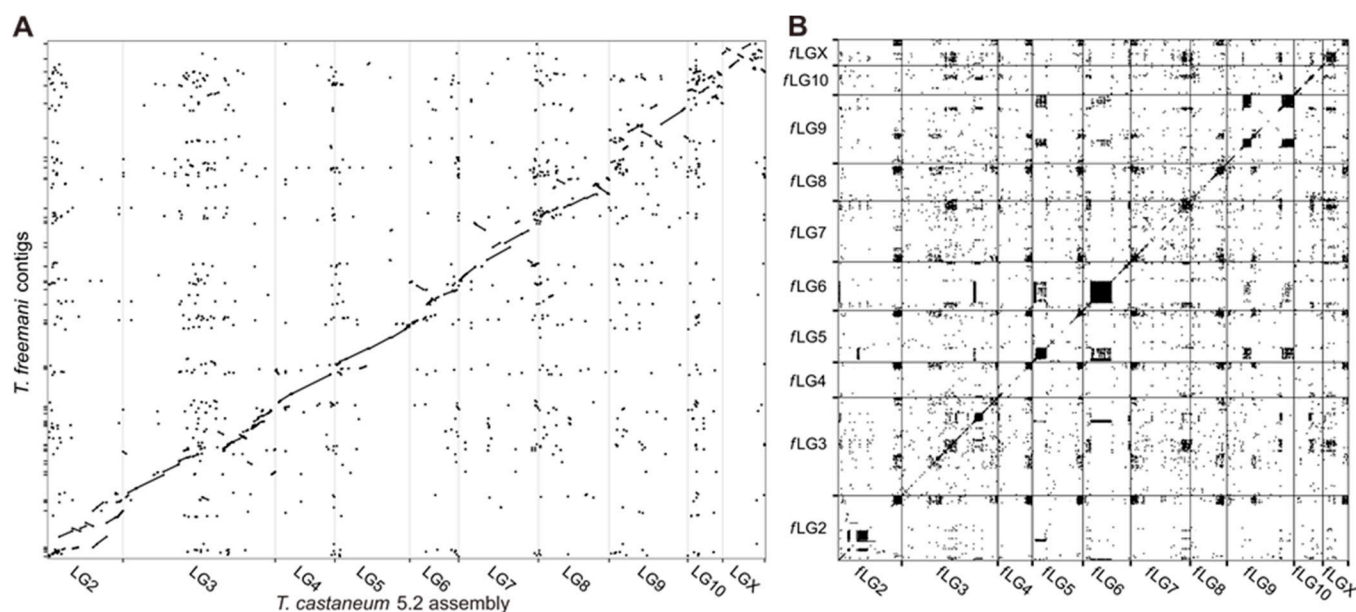 A
T. freemani contigs
LG2
LG3
LG4
LG5
LG6
LG7
LG8
LG9
LG10
LGX
T. castaneum 5.2 assembly
B
fLGX
fLG10
fLG9
fLG8
fLG7
fLG6
fLG5
fLG4
fLG3
fLG2
fLG2
fLG3
fLG4
fLG5
fLG6
fLG7
fLG8
fLG9
fLG10
fLGX